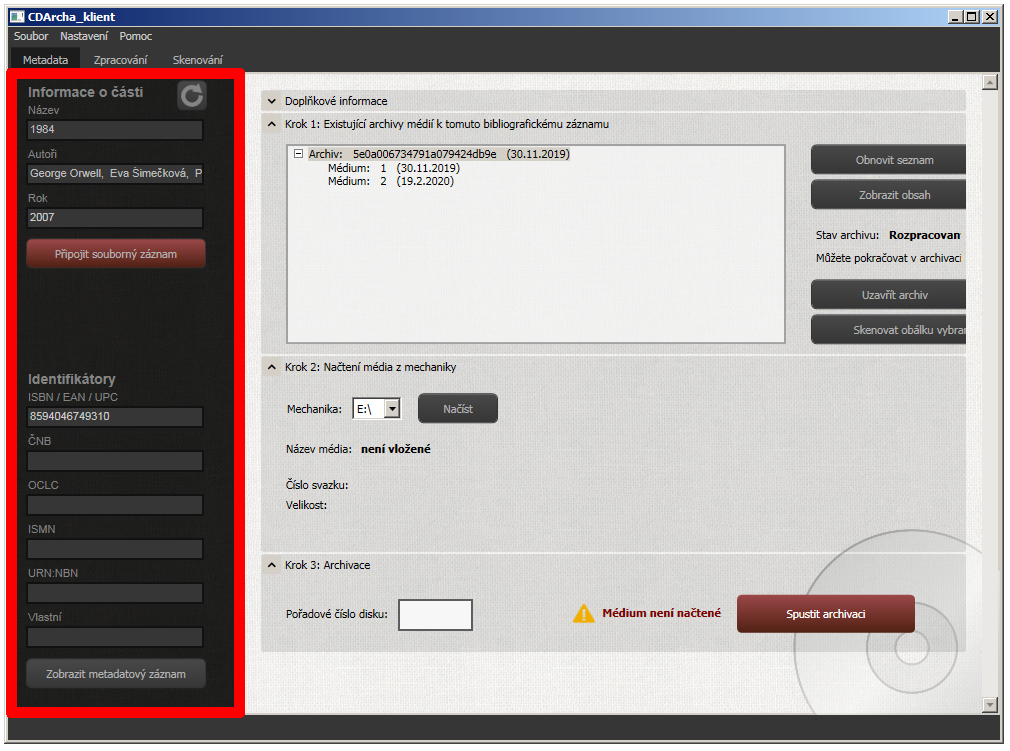 CDArcha_klient
Soubor Nastavení Pomoc
Metadata Zpracování Skenování
Informace o části
Název
1984
Autoři
George Orwell, Eva Šimečková, P
Rok
2007
Připojit souborný záznam
Identifikátory
ISBN / EAN / UPC
8594046749310
ČNB
OCLC
ISMN
URN:NBN
Vlastní
Zobrazit metadatový záznam
Doplňkové informace
Krok 1: Existující archivy médií k tomuto bibliografickému záznamu
Archiv: 5e0a006734791a079424db9e (30.11.2019)
Médium: 1 (30.11.2019)
Médium: 2 (19.2.2020)
Obnovit seznam
Zobrazit obsah
Stav archivu: Rozpracovan
Můžete pokračovat v archivaci
Uzavřít archiv
Skenovat obálku vybran
Krok 2: Načtení média z mechaniky
Mechanika: E:\ Načíst
Název média: není vložené
Číslo svazku:
Velikost:
Krok 3: Archivace
Pořadové číslo disku:
Médium není načtené
Spustit archivaci